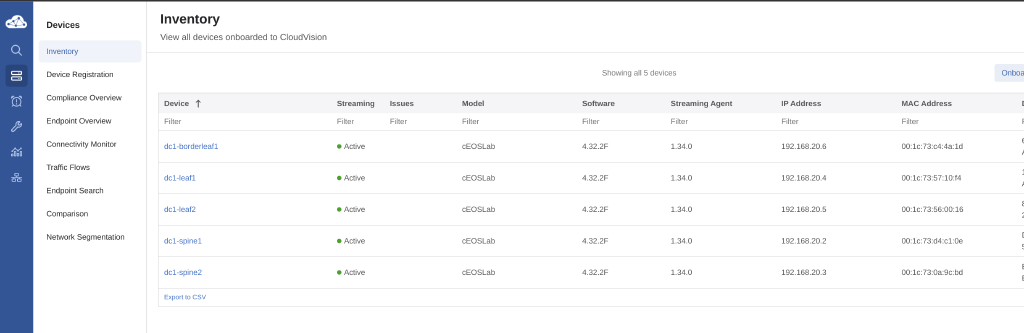 Devices
Inventory
Device Registration
Compliance Overview
Endpoint Overview
Connectivity Monitor
Traffic Flows
Endpoint Search
Comparison
Network Segmentation
Inventory
View all devices onboarded to CloudVision
Showing all 5 devices
Device ↑ Streaming Issues Model Software Streaming Agent IP Address MAC Address
Filter Filter Filter Filter Filter Filter Filter Filter
dc1-borderleaf1 Active cEOSLab 4.32.2F 1.34.0 192.168.20.6 00:1c:73:c4:4a:1d
dc1-leaf1 Active cEOSLab 4.32.2F 1.34.0 192.168.20.4 00:1c:73:57:10:f4
dc1-leaf2 Active cEOSLab 4.32.2F 1.34.0 192.168.20.5 00:1c:73:56:00:16
dc1-spine1 Active cEOSLab 4.32.2F 1.34.0 192.168.20.2 00:1c:73:d4:c1:0e
dc1-spine2 Active cEOSLab 4.32.2F 1.34.0 192.168.20.3 00:1c:73:0a:9c:bd
Export to CSV